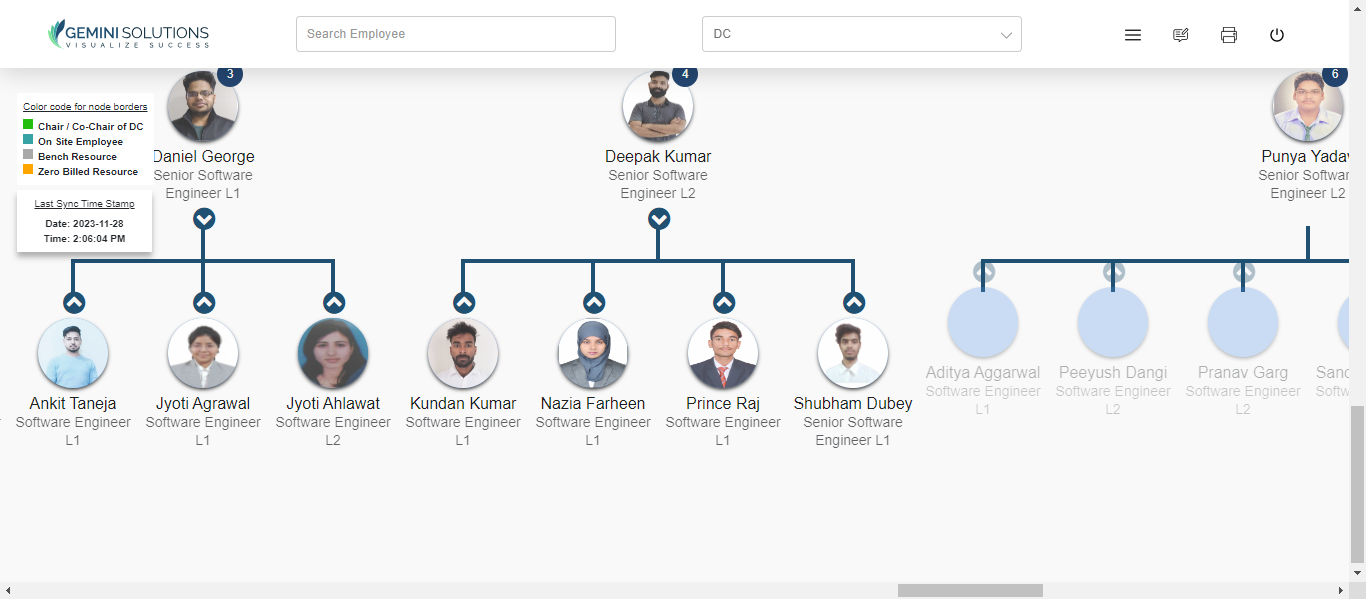 GEMINI SOLUTIONS
VISUALIZE SUCCESS
Search Employee
DC
3
4
6
Color code for node borders
Chair / Co-Chair of DC
On Site Employee
Bench Resource
Zero Billed Resource
Last Sync Time Stamp
Date: 2023-11-28
Time: 2:06:04 PM
Daniel George
Senior Software
Engineer L1
Deepak Kumar
Senior Software
Engineer L2
Punya Yadav
Senior Software
Engineer L2
Ankit Taneja
Software Engineer
L1
Jyoti Agrawal
Software Engineer
L1
Jyoti Ahlawat
Software Engineer
L2
Kundan Kumar
Software Engineer
L1
Nazia Farheen
Software Engineer
L1
Prince Raj
Software Engineer
L1
Shubham Dubey
Senior Software
Engineer L1
Aditya Aggarwal
Software Engineer
L1
Peeyush Dangi
Software Engineer
L2
Pranav Garg
Software Engineer
L2